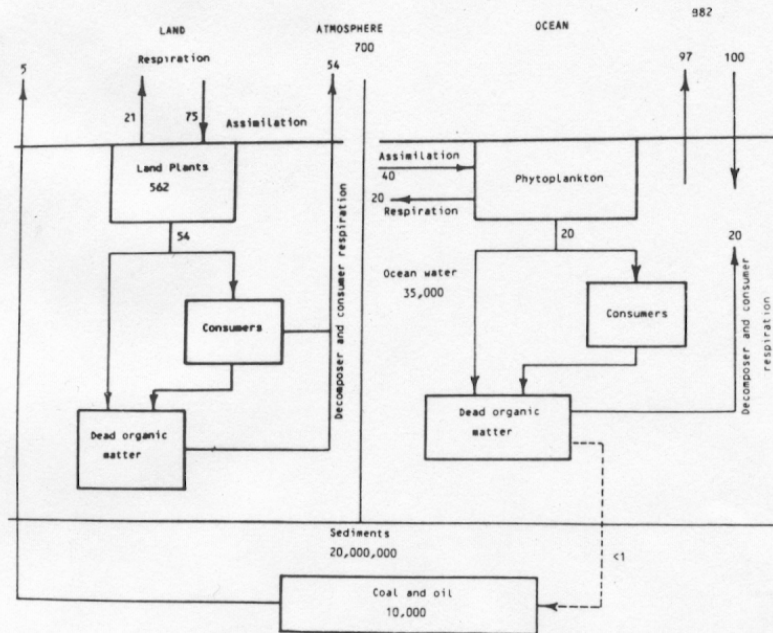 982
LAND
ATMOSPHERE
OCEAN
700
5
Respiration
54
97
100
21
75
Assimilation
Land Plants
562
Assimilation
40
20
Respiration
Phytoplankton
54
20
20
Ocean water
35,000
Consumers
Consumers
Decomposer and consumer respiration
Decomposer and consumer
respiration
Dead organic
matter
Dead organic
matter
Sediments
20,000,000
<1
Coal and oil
10,000